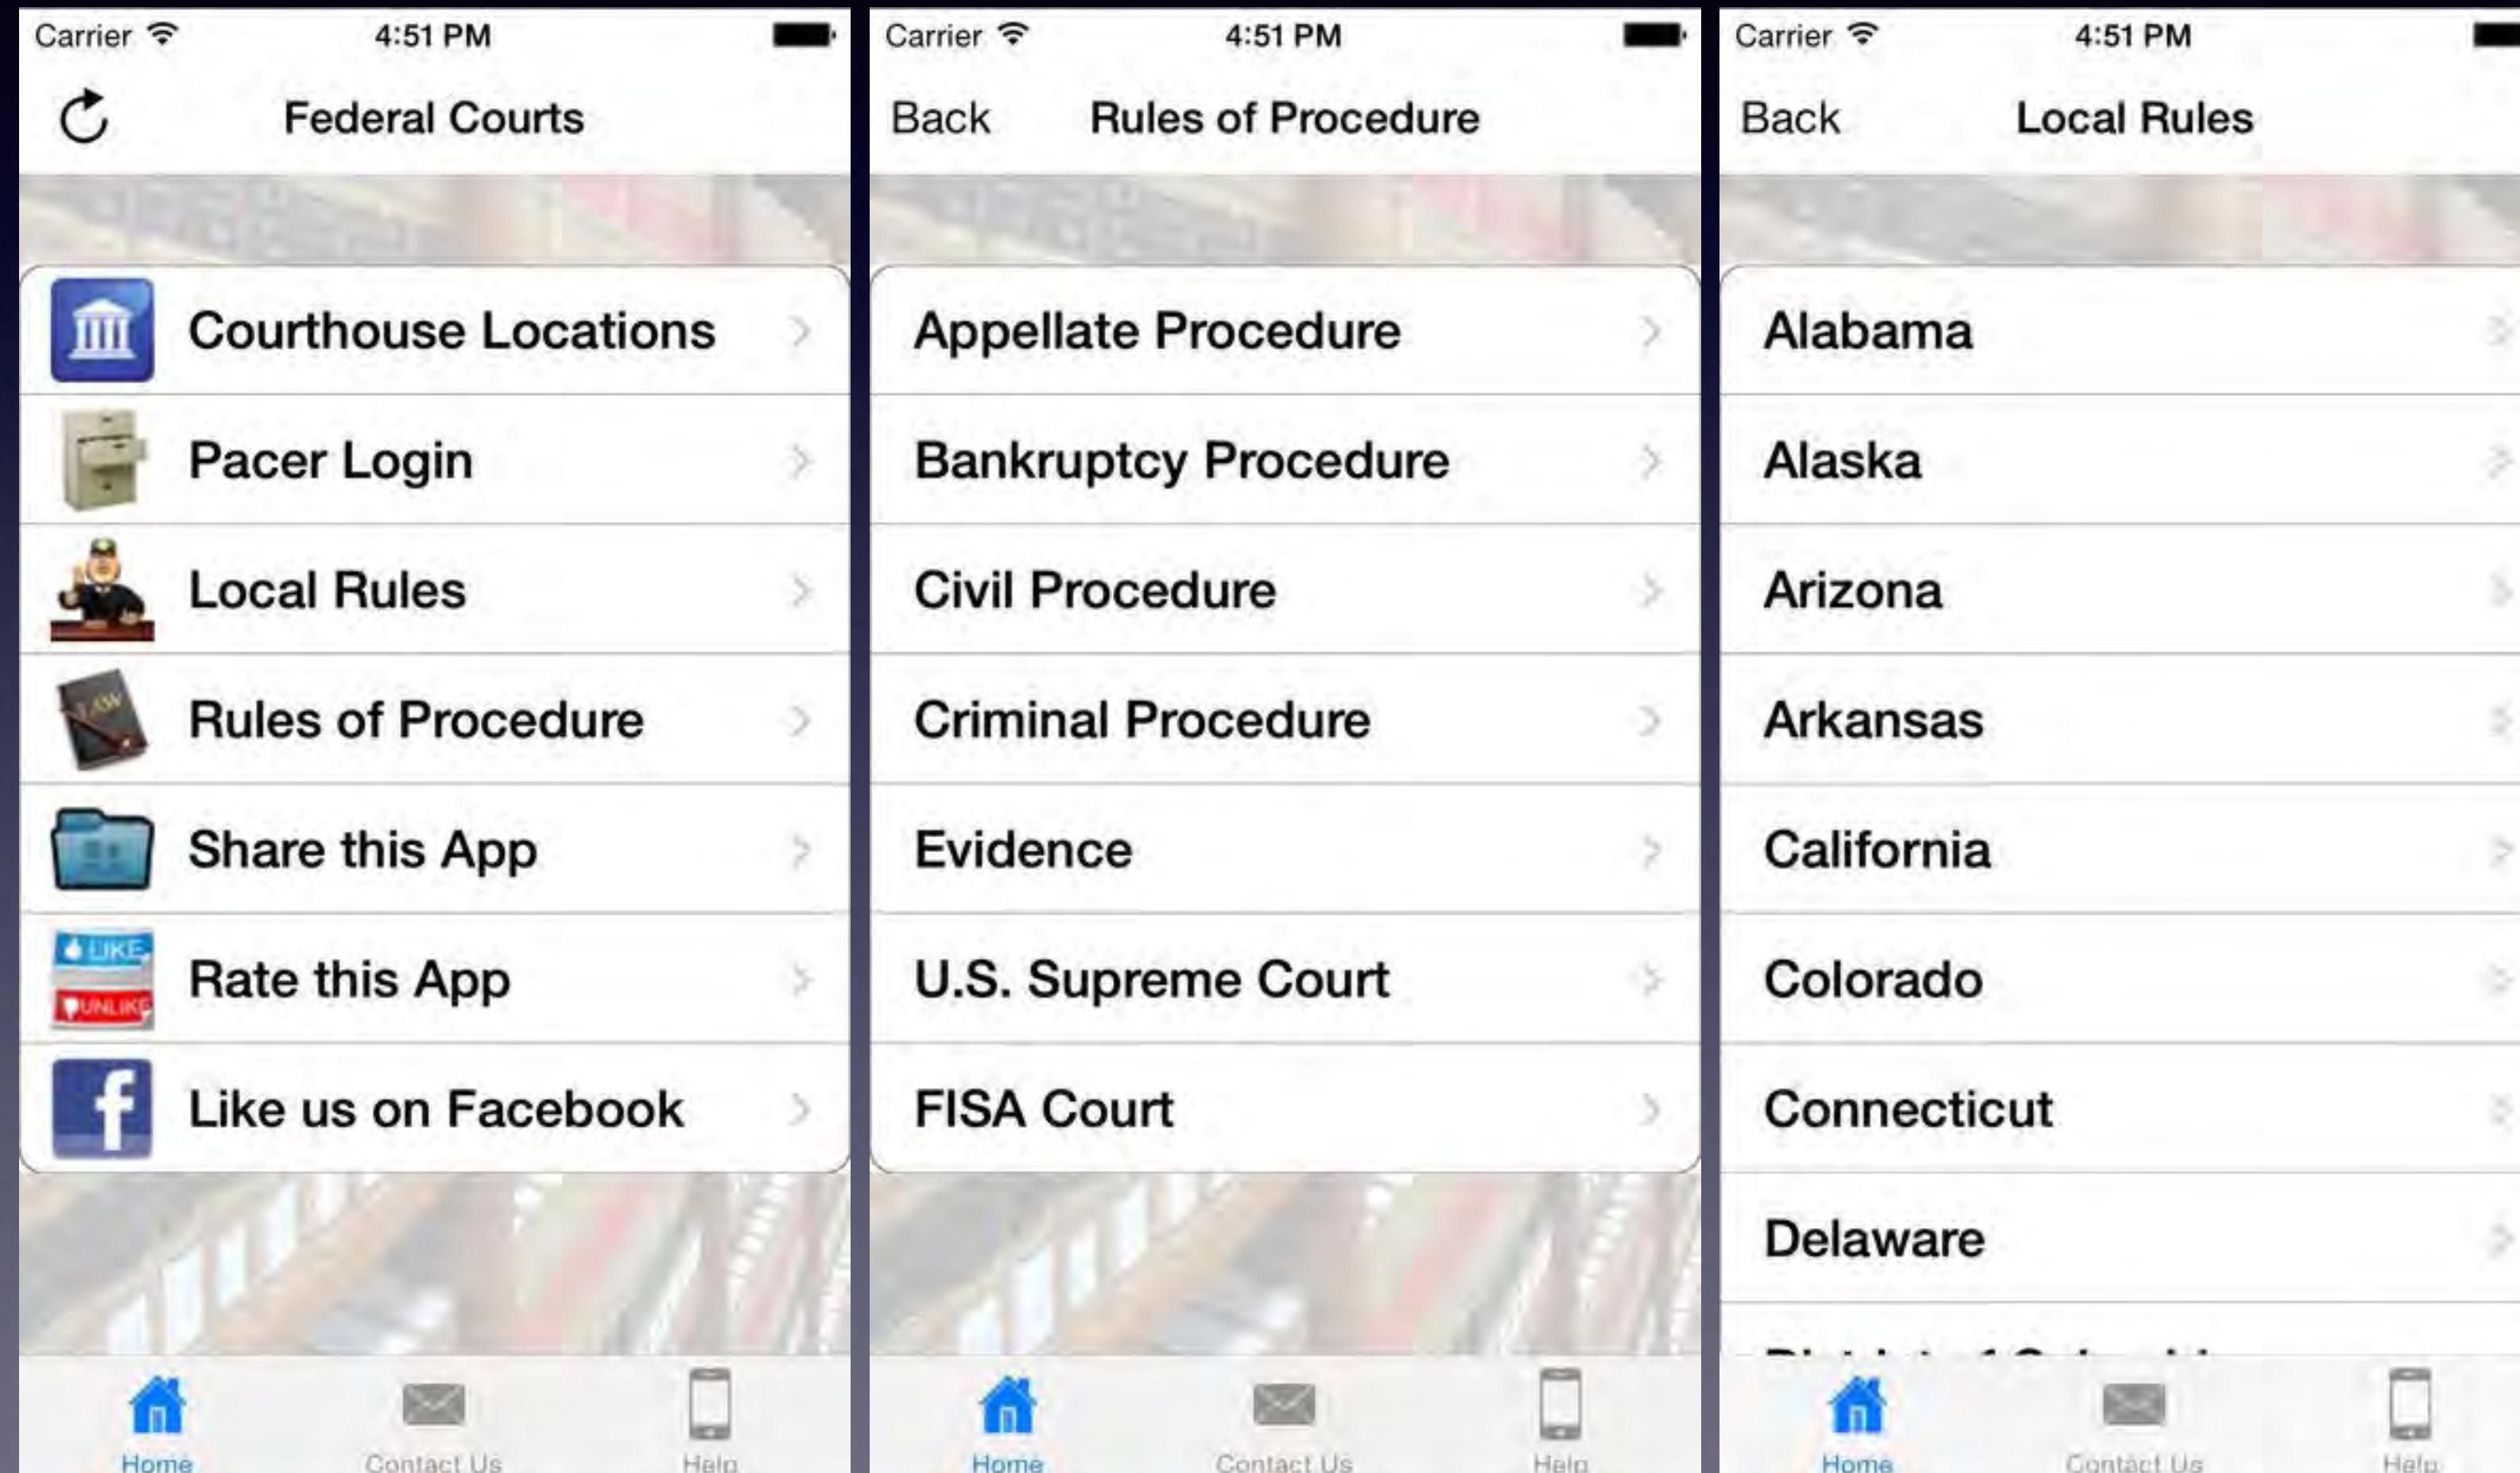 Carrier 4:51 PM
Federal Courts
Courthouse Locations
Pacer Login
Local Rules
LAW
Rules of Procedure
Share this App
LIKE
UNLIKE
Rate this App
f
Like us on Facebook
Home Contact Us Help
Carrier 4:51 PM
Back Rules of Procedure
Appellate Procedure
Bankruptcy Procedure
Civil Procedure
Criminal Procedure
Evidence
U.S. Supreme Court
FISA Court
Home Contact Us Help
Carrier 4:51 PM
Back Local Rules
Alabama
Alaska
Arizona
Arkansas
California
Colorado
Connecticut
Delaware
Home Contact Us Help